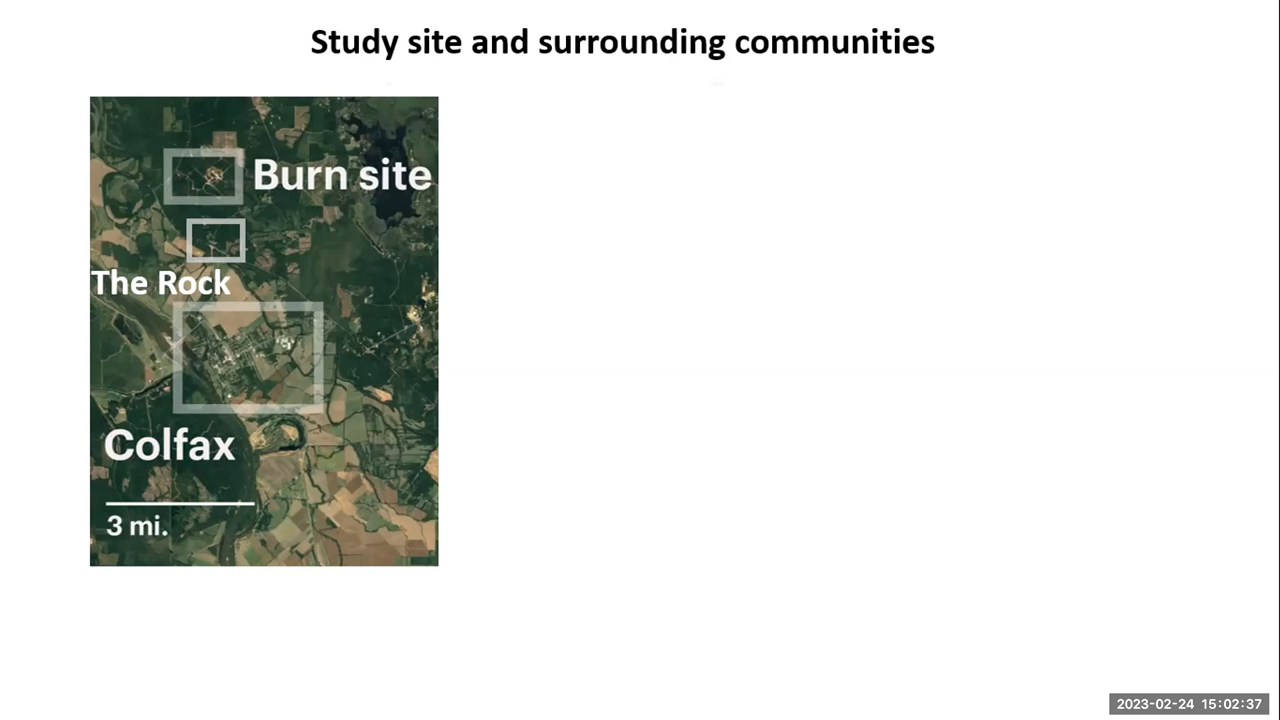 Study site and surrounding communities
Burn site
The Rock
Colfax
3 mi.
2023-02-24 15:02:37